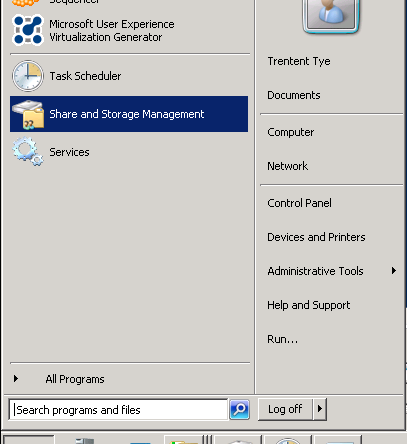 Sequencer
Microsoft User Experience
Virtualization Generator
Task Scheduler
Share and Storage Management
Services
All Programs
Search programs and files
Trentent Tye
Documents
Computer
Network
Control Panel
Devices and Printers
Administrative Tools
Help and Support
Run...
Log off